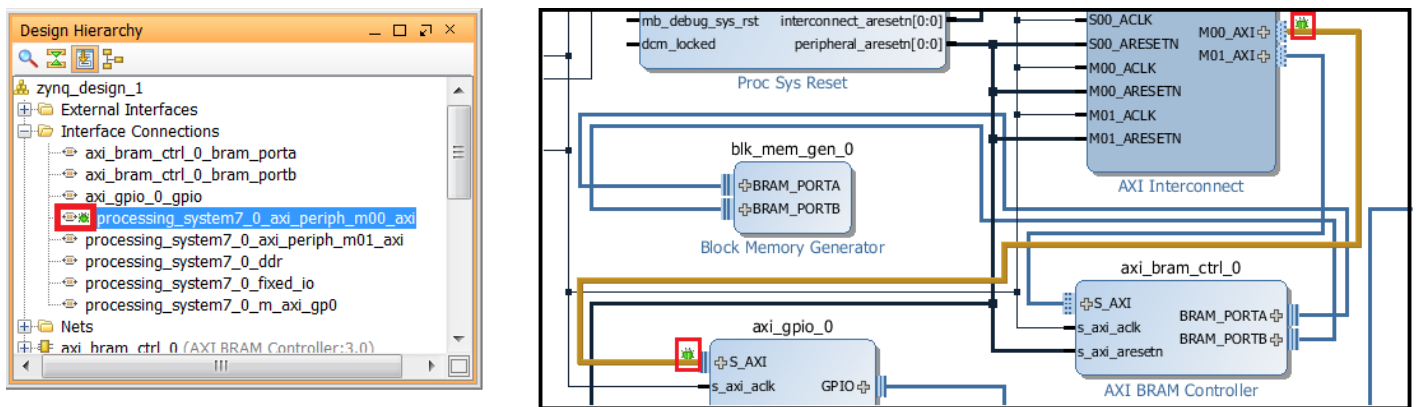 Design Hierarchy
zynq_design_1
External Interfaces
Interface Connections
axi_bram_ctrl_0_bram_porta
axi_bram_ctrl_0_bram_portb
axi_gpio_0_gpio
processing_system7_0_axi_periph_m00_axi
processing_system7_0_axi_periph_m01_axi
processing_system7_0_ddr
processing_system7_0_fixed_io
processing_system7_0_m_axi_gp0
Nets
axi_bram_ctrl_0 (AXI BRAM Controller:3.0)
mb_debug_sys_rst interconnect_aresetn[0:0]
dcm_locked peripheral_aresetn[0:0]
Proc Sys Reset
S00_ACLK
S00_ARESETN
M00_ACLK
M00_ARESETN
M01_ACLK
M01_ARESETN
M00_AXI
M01_AXI
AXI Interconnect
blk_mem_gen_0
BRAM_PORTA
BRAM_PORTB
Block Memory Generator
axi_bram_ctrl_0
S_AXI
s_axi_aclk
s_axi_aresetn
BRAM_PORTA
BRAM_PORTB
AXI BRAM Controller
axi_gpio_0
S_AXI
s_axi_aclk GPIO